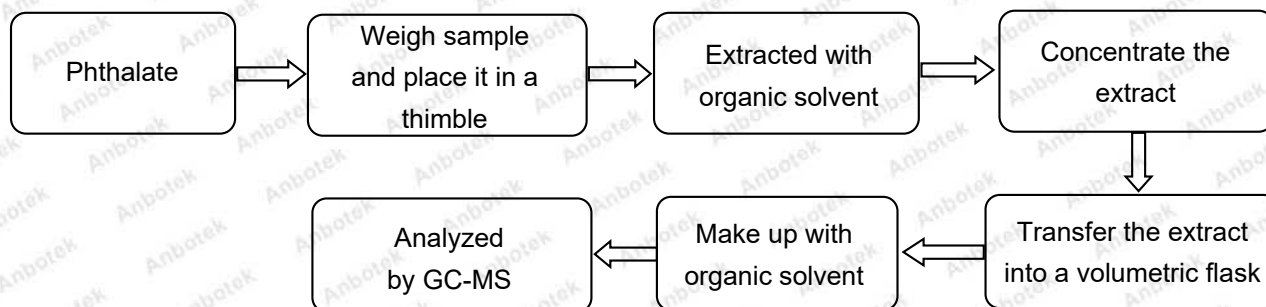 Phthalate
Weigh sample
and place it in a
thimble
Extracted with
organic solvent
Concentrate the
extract
Transfer the extract
into a volumetric flask
Make up with
organic solvent
Analyzed
by GC-MS
Anbotek